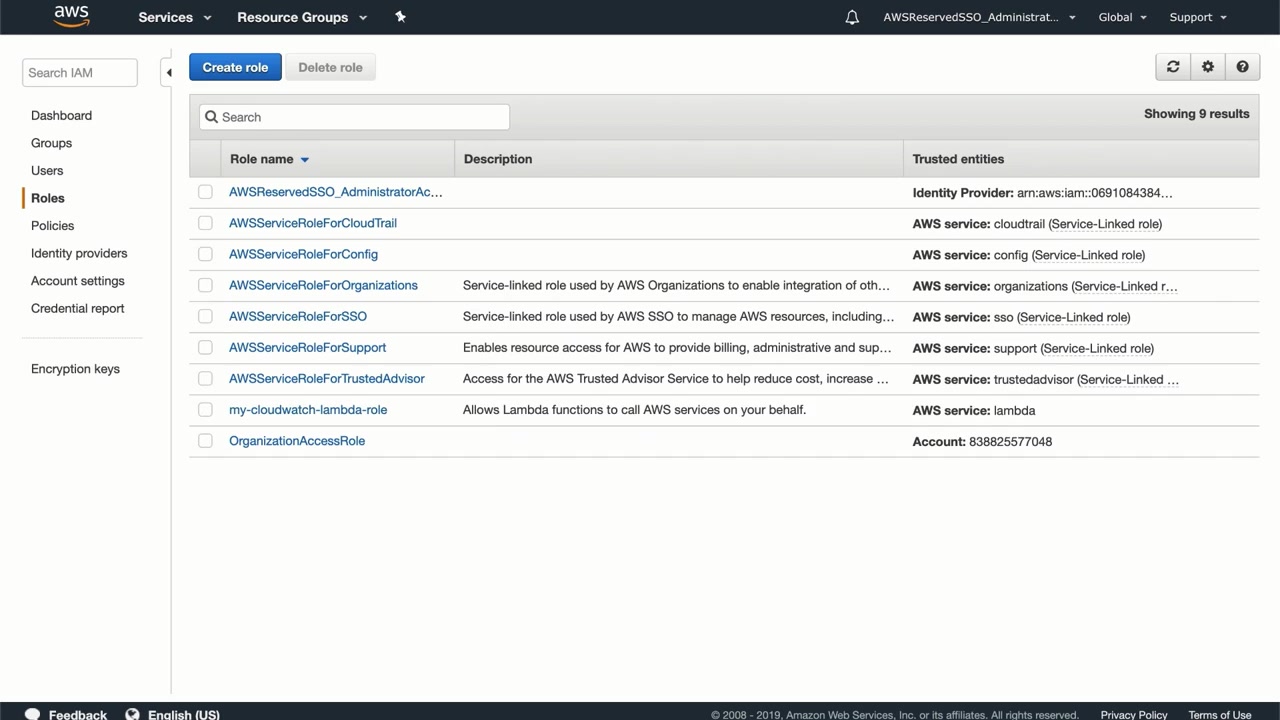 aws
Services
Resource Groups
AWSReservedSSO_Administrat...
Global
Support
Search IAM
Dashboard
Groups
Users
Roles
Policies
Identity providers
Account settings
Credential report
Encryption keys
Create role
Delete role
Search
Showing 9 results
Role name Description Trusted entities
AWSReservedSSO_AdministratorAc... Identity Provider: arn:aws:iam::0691084384...
AWSServiceRoleForCloudTrail AWS service: cloudtrail (Service-Linked role)
AWSServiceRoleForConfig AWS service: config (Service-Linked role)
AWSServiceRoleForOrganizations Service-linked role used by AWS Organizations to enable integration of oth... AWS service: organizations (Service-Linked r...
AWSServiceRoleForSSO Service-linked role used by AWS SSO to manage AWS resources, including... AWS service: sso (Service-Linked role)
AWSServiceRoleForSupport Enables resource access for AWS to provide billing, administrative and sup... AWS service: support (Service-Linked role)
AWSServiceRoleForTrustedAdvisor Access for the AWS Trusted Advisor Service to help reduce cost, increase ... AWS service: trustedadvisor (Service-Linked ...
my-cloudwatch-lambda-role Allows Lambda functions to call AWS services on your behalf. AWS service: lambda
OrganizationAccessRole Account: 838825577048
Feedback English (US) © 2008 - 2019, Amazon Web Services, Inc. or its affiliates. All rights reserved. Privacy Policy Terms of Use